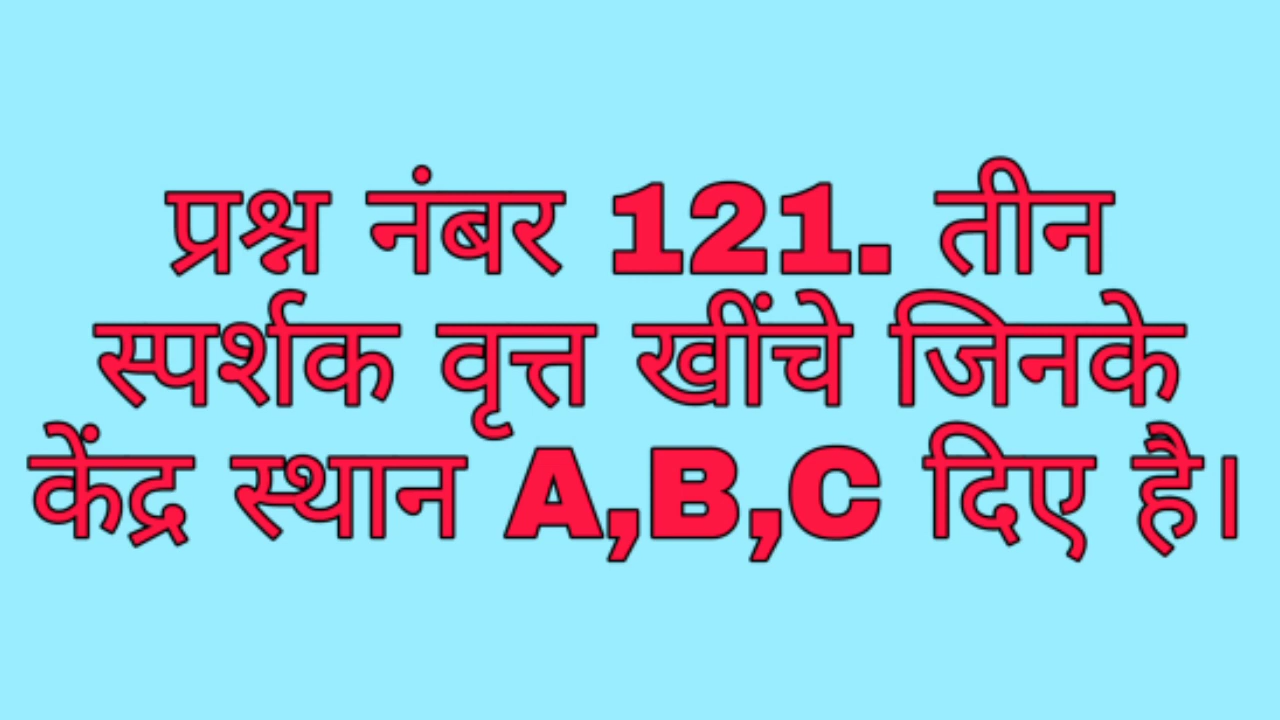 प्रश्न नंबर 121. तीन
स्पर्शक वृत्त खींचे जिनके
केंद्र स्थान A,B,C दिए है।